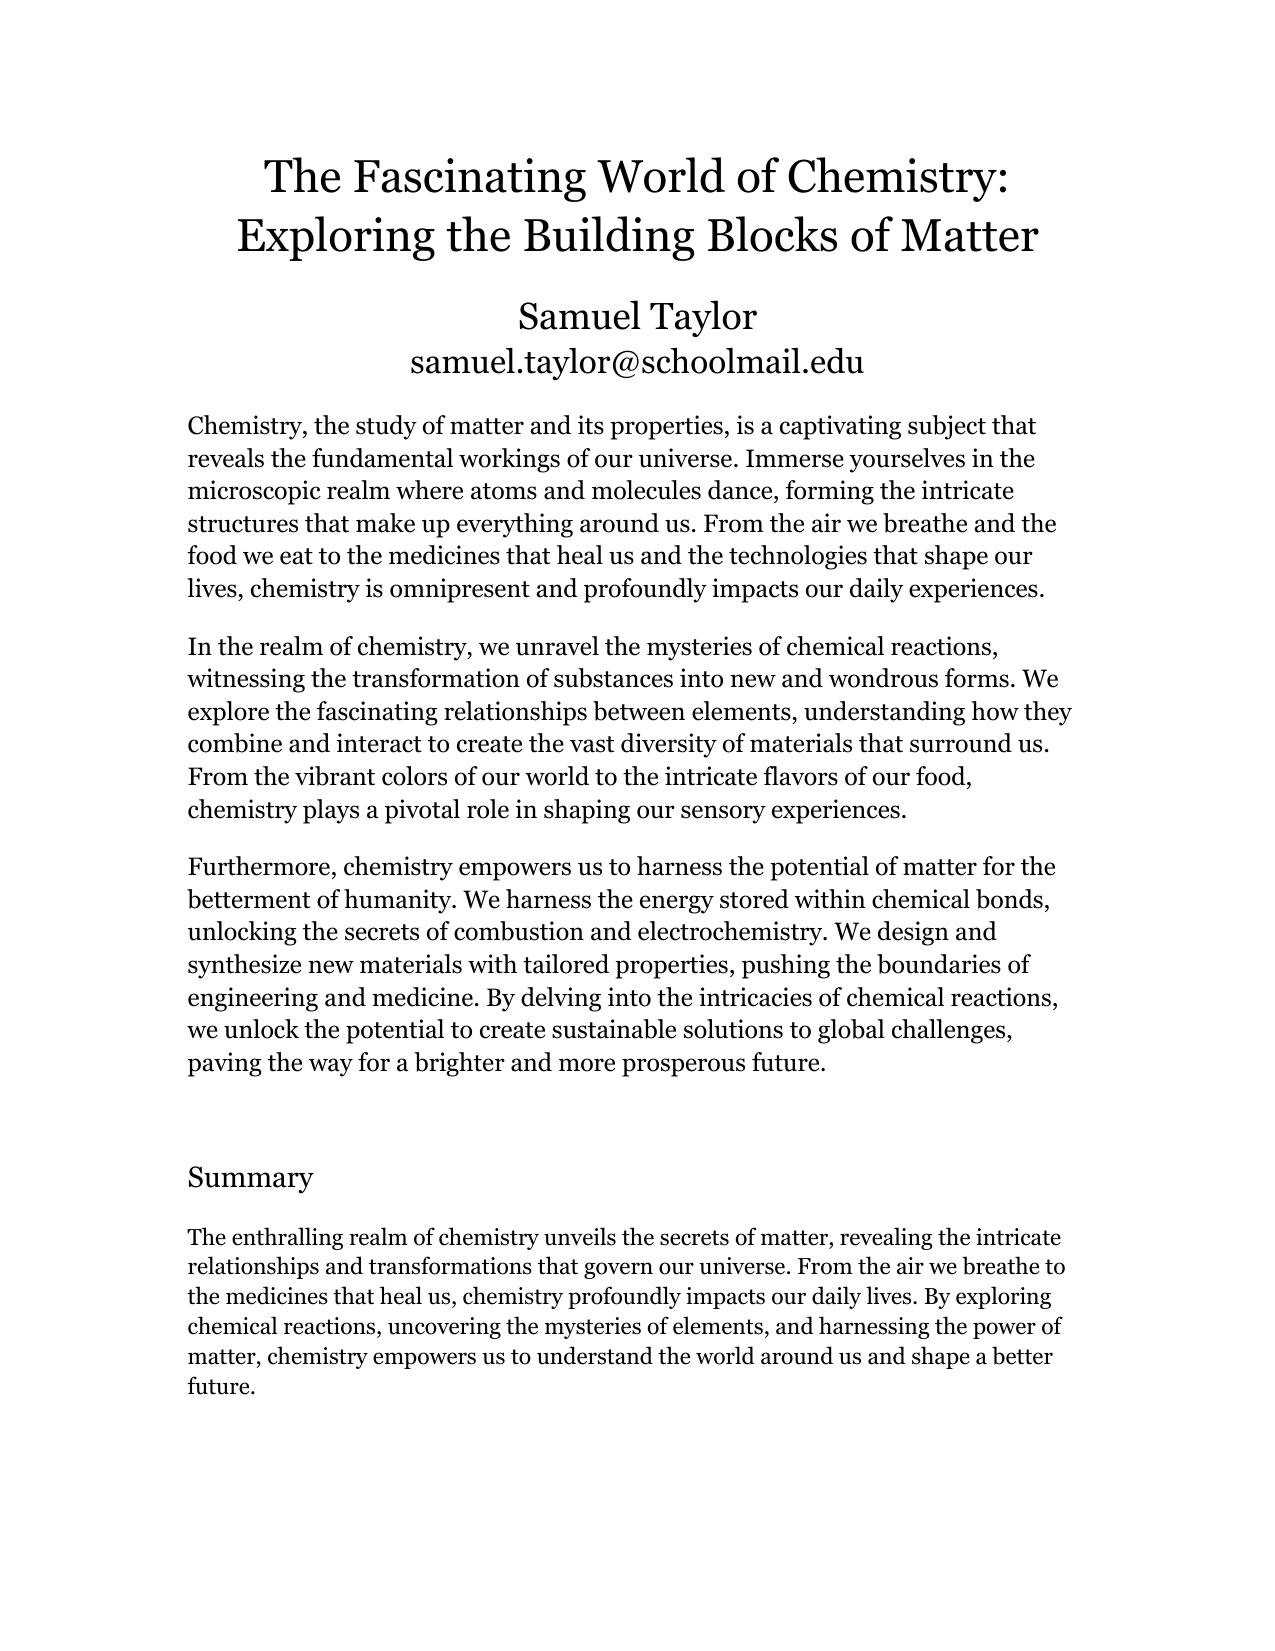 The Fascinating World of Chemistry:
Exploring the Building Blocks of Matter
Samuel Taylor
samuel.taylor@schoolmail.edu
Chemistry, the study of matter and its properties, is a captivating subject that
reveals the fundamental workings of our universe. Immerse yourselves in the
microscopic realm where atoms and molecules dance, forming the intricate
structures that make up everything around us. From the air we breathe and the
food we eat to the medicines that heal us and the technologies that shape our
lives, chemistry is omnipresent and profoundly impacts our daily experiences.
In the realm of chemistry, we unravel the mysteries of chemical reactions,
witnessing the transformation of substances into new and wondrous forms. We
explore the fascinating relationships between elements, understanding how they
combine and interact to create the vast diversity of materials that surround us.
From the vibrant colors of our world to the intricate flavors of our food,
chemistry plays a pivotal role in shaping our sensory experiences.
Furthermore, chemistry empowers us to harness the potential of matter for the
betterment of humanity. We harness the energy stored within chemical bonds,
unlocking the secrets of combustion and electrochemistry. We design and
synthesize new materials with tailored properties, pushing the boundaries of
engineering and medicine. By delving into the intricacies of chemical reactions,
we unlock the potential to create sustainable solutions to global challenges,
paving the way for a brighter and more prosperous future.
Summary
The enthralling realm of chemistry unveils the secrets of matter, revealing the intricate
relationships and transformations that govern our universe. From the air we breathe to
the medicines that heal us, chemistry profoundly impacts our daily lives. By exploring
chemical reactions, uncovering the mysteries of elements, and harnessing the power of
matter, chemistry empowers us to understand the world around us and shape a better
future.